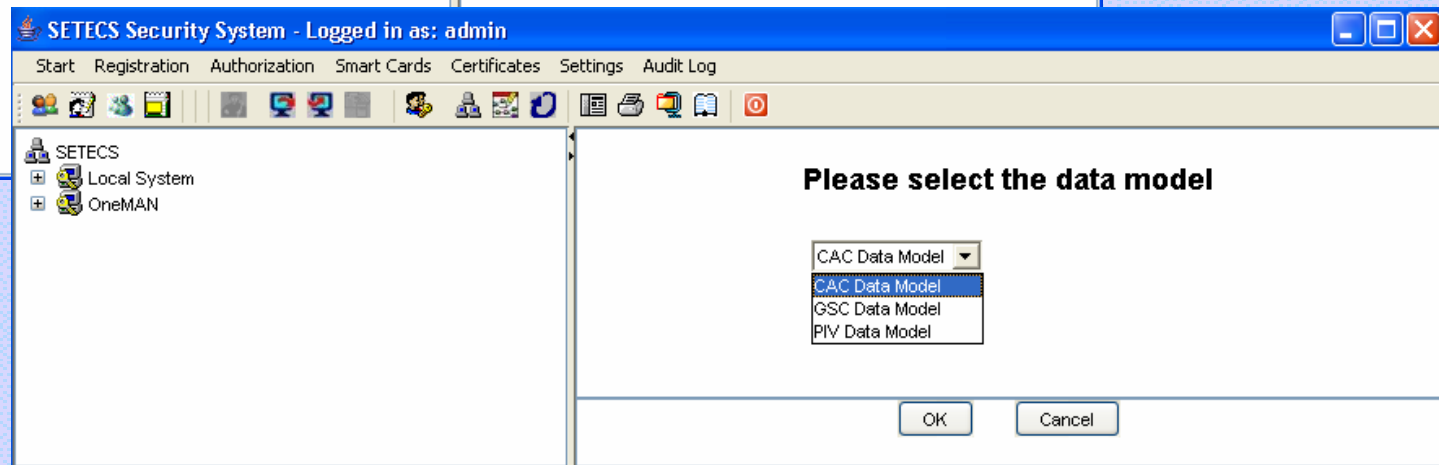 SETECS Security System - Logged in as: admin
Start Registration Authorization Smart Cards Certificates Settings Audit Log
SETECS
Local System
OneMAN
Please select the data model
CAC Data Model
CAC Data Model
GSC Data Model
PIV Data Model
OK Cancel